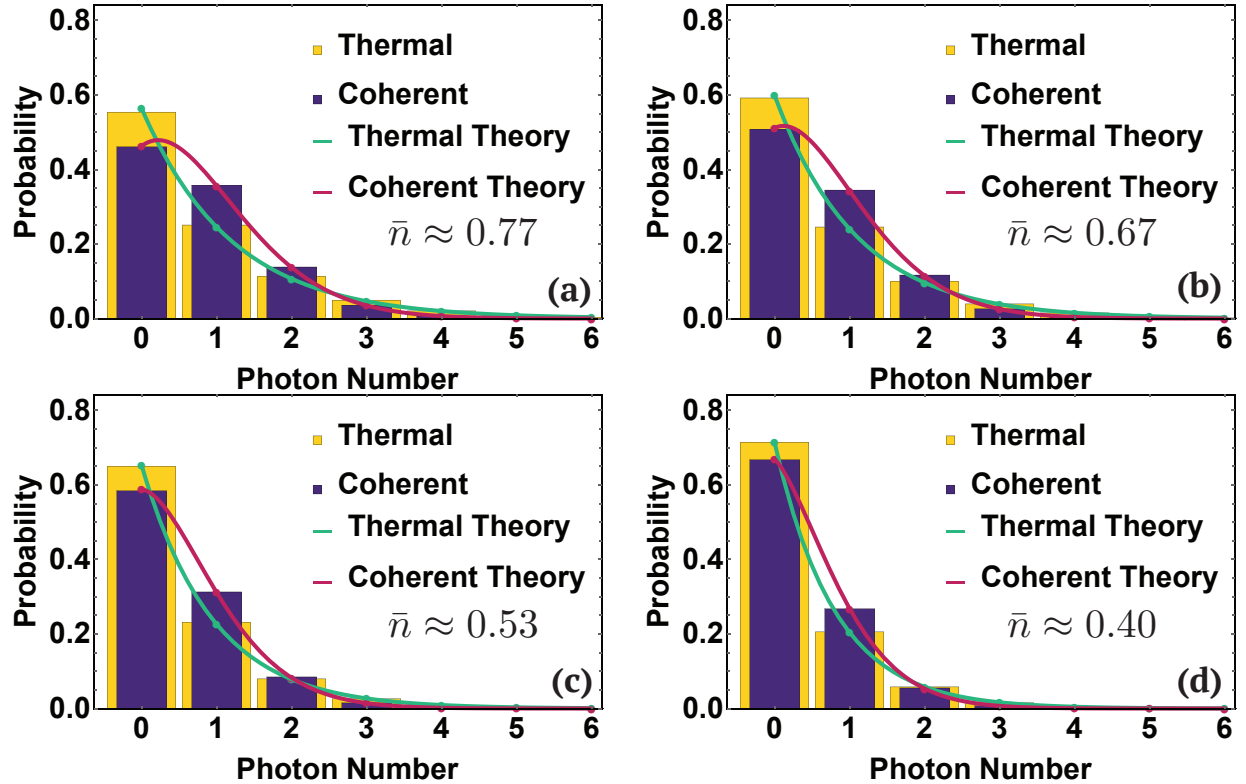 0.8
0.6
0.4
0.2
0.0
Probability
Thermal
Coherent
Thermal Theory
Coherent Theory
n̄ ≈ 0.77
(a)
0 1 2 3 4 5 6
Photon Number
0.8
0.6
0.4
0.2
0.0
Probability
Thermal
Coherent
Thermal Theory
Coherent Theory
n̄ ≈ 0.67
(b)
0 1 2 3 4 5 6
Photon Number
0.8
0.6
0.4
0.2
0.0
Probability
Thermal
Coherent
Thermal Theory
Coherent Theory
n̄ ≈ 0.53
(c)
0 1 2 3 4 5 6
Photon Number
0.8
0.6
0.4
0.2
0.0
Probability
Thermal
Coherent
Thermal Theory
Coherent Theory
n̄ ≈ 0.40
(d)
0 1 2 3 4 5 6
Photon Number